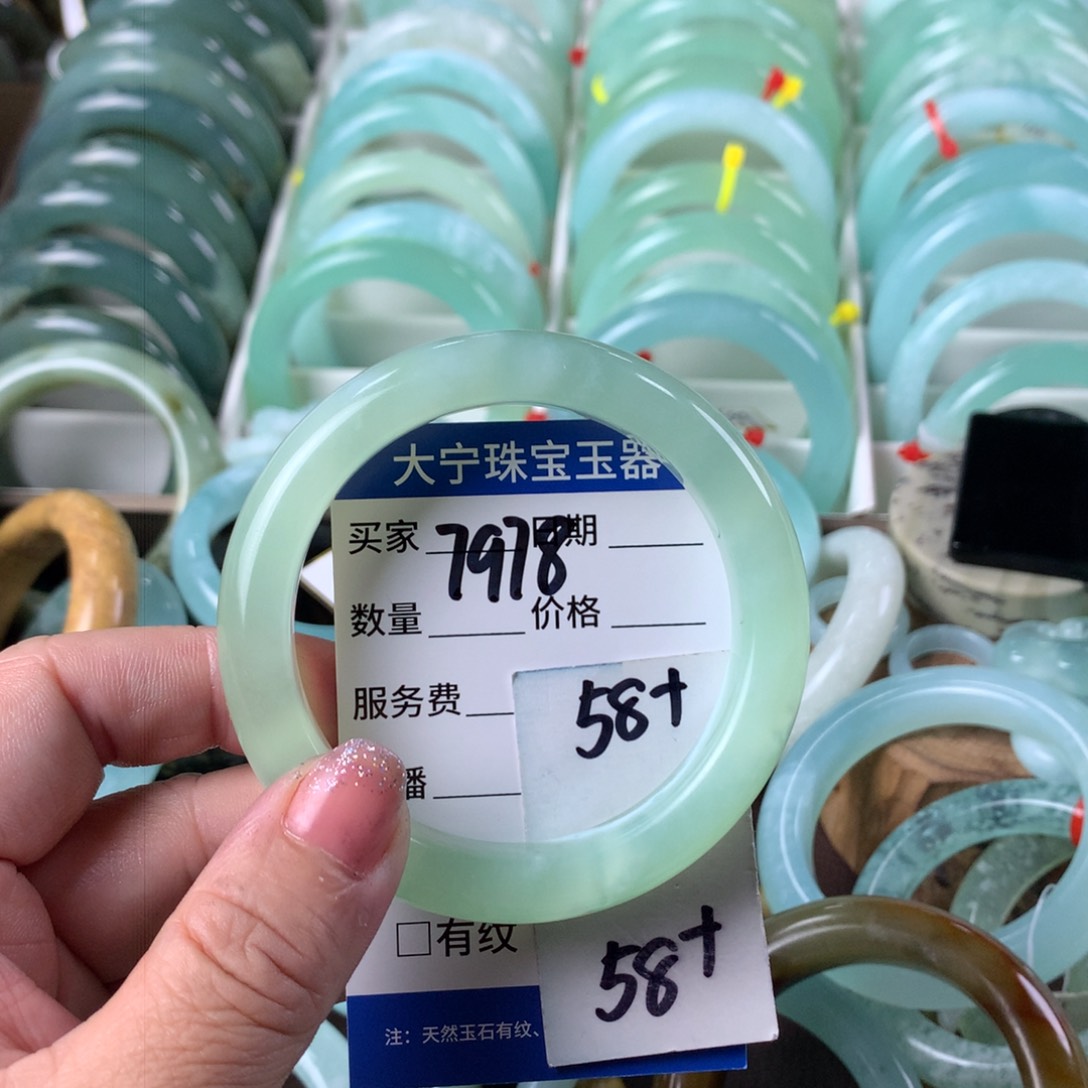 大宁珠宝玉器
买家 7978 日期
数量 价格
服务费
58+
播
□有纹
58+
注：天然玉石有纹、